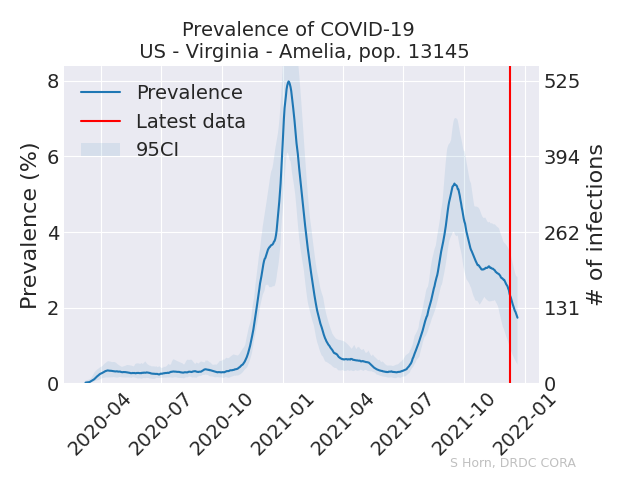 Prevalence of COVID-19
US - Virginia - Amelia, pop. 13145
Prevalence
Latest data
95CI
Prevalence (%)
8
6
4
2
0
525
394
262
131
0
# of infections
2020-04
2020-07
2020-10
2021-01
2021-04
2021-07
2021-10
2022-01
S Horn, DRDC CORA